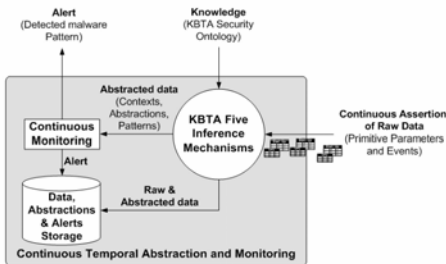 Alert
(Detected malware
Pattern)
Knowledge
(KBTA Security
Ontology)
Abstracted data
(Contexts,
Abstractions,
Patterns)
Continuous
Monitoring
KBTA Five
Inference
Mechanisms
Continuous Assertion
of Raw Data
(Primitive Parameters
and Events)
Alert
Raw &
Abstracted data
Data,
Abstractions
& Alerts
Storage
Continuous Temporal Abstraction and Monitoring